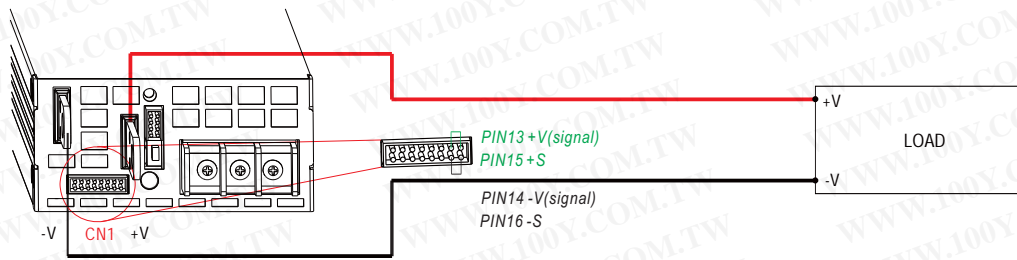 PIN13 +V(signal)
PIN15 +S
PIN14 -V(signal)
PIN16 -S
+V
LOAD
-V
-V
CN1
+V
WWW.100Y.COM.TW